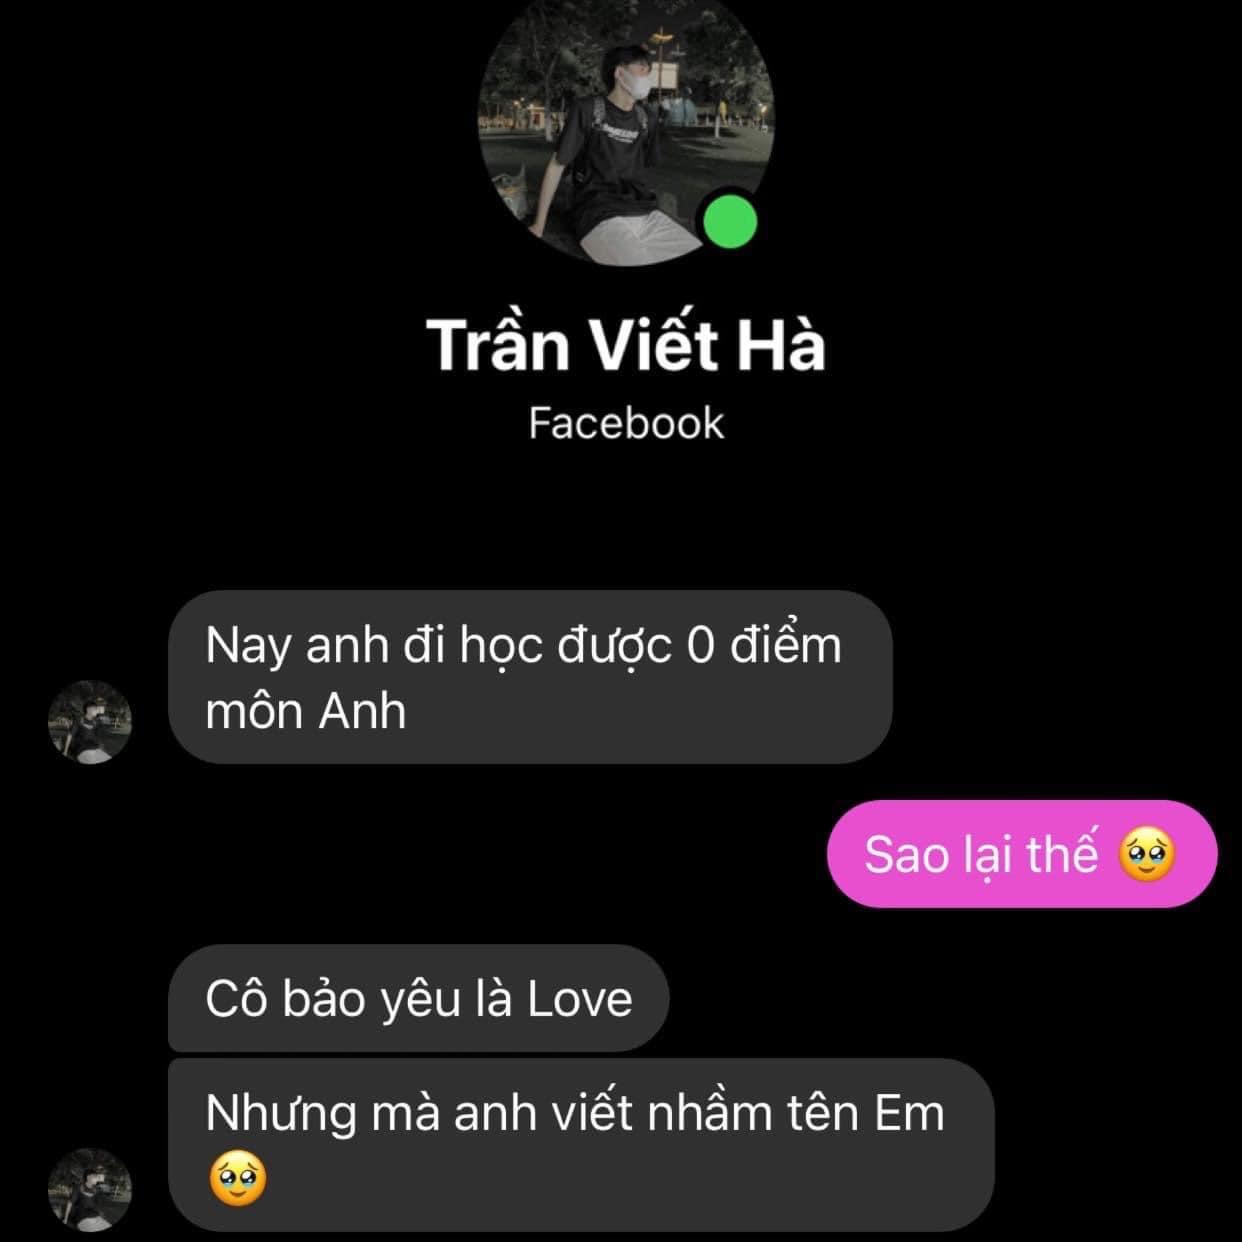 Trần Viết Hà
Facebook
Nay anh đi học được 0 điểm
môn Anh
Sao lại thế 🥹
Cô bảo yêu là Love
Nhưng mà anh viết nhầm tên Em
🥹